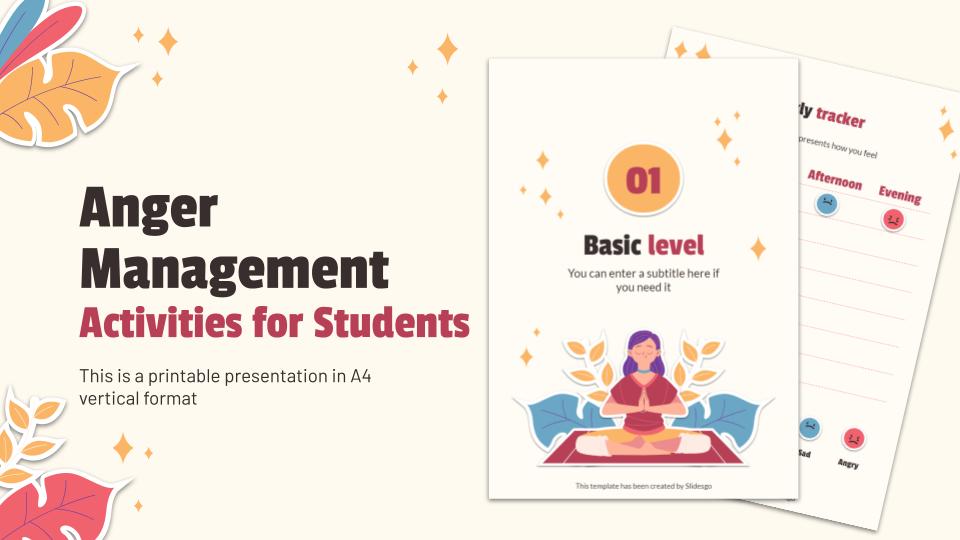 Anger
Management
Activities for Students
This is a printable presentation in A4
vertical format
01
Basic level
You can enter a subtitle here if
you need it
This template has been created by Slidesgo
tracker
how you feel
Afternoon Evening
Sad Angry